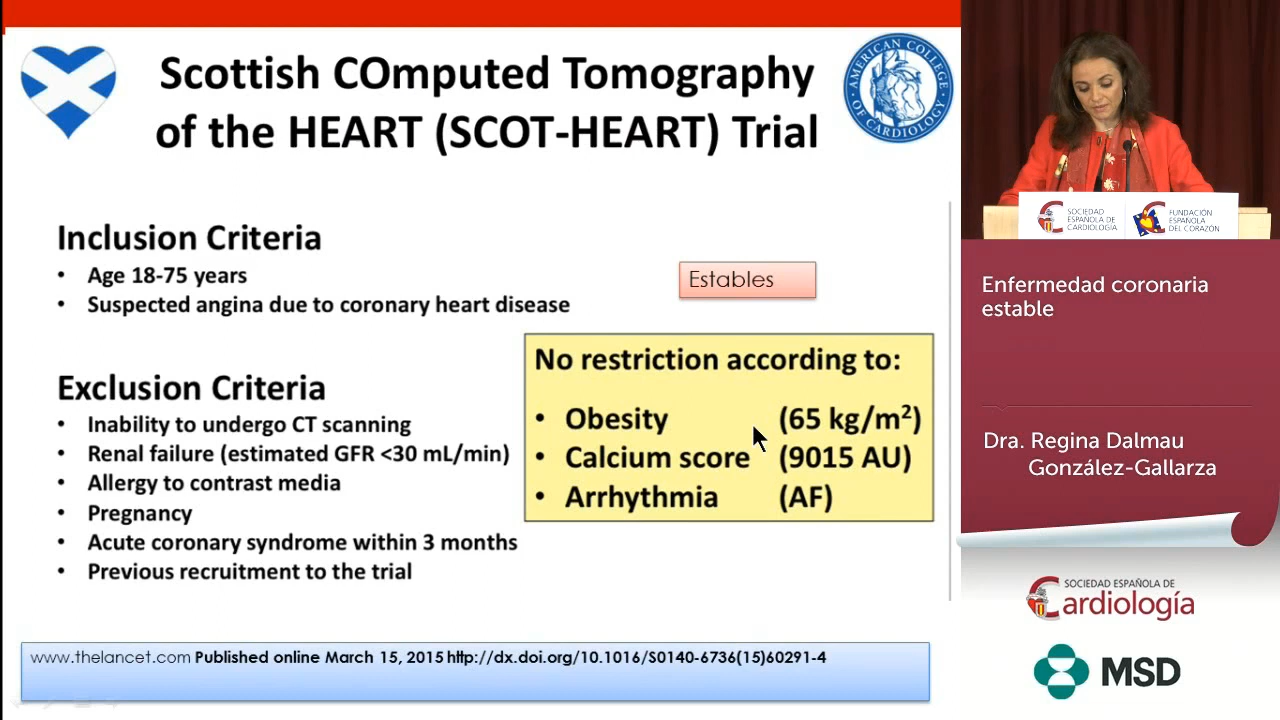 Scottish COmputed Tomography
of the HEART (SCOT-HEART) Trial
AMERICAN COLLEGE OF CARDIOLOGY
Inclusion Criteria
• Age 18-75 years
• Suspected angina due to coronary heart disease
Estables
Exclusion Criteria
• Inability to undergo CT scanning
• Renal failure (estimated GFR <30 mL/min)
• Allergy to contrast media
• Pregnancy
• Acute coronary syndrome within 3 months
• Previous recruitment to the trial
No restriction according to:
• Obesity (65 kg/m²)
• Calcium score (9015 AU)
• Arrhythmia (AF)
www.thelancet.com Published online March 15, 2015 http://dx.doi.org/10.1016/S0140-6736(15)60291-4
SOCIEDAD
ESPAÑOLA DE
CARDIOLOGÍA
FUNDACIÓN
ESPAÑOLA
DEL CORAZÓN
Enfermedad coronaria
estable
Dra. Regina Dalmau
González-Gallarza
SOCIEDAD ESPAÑOLA DE
Cardiología
MSD